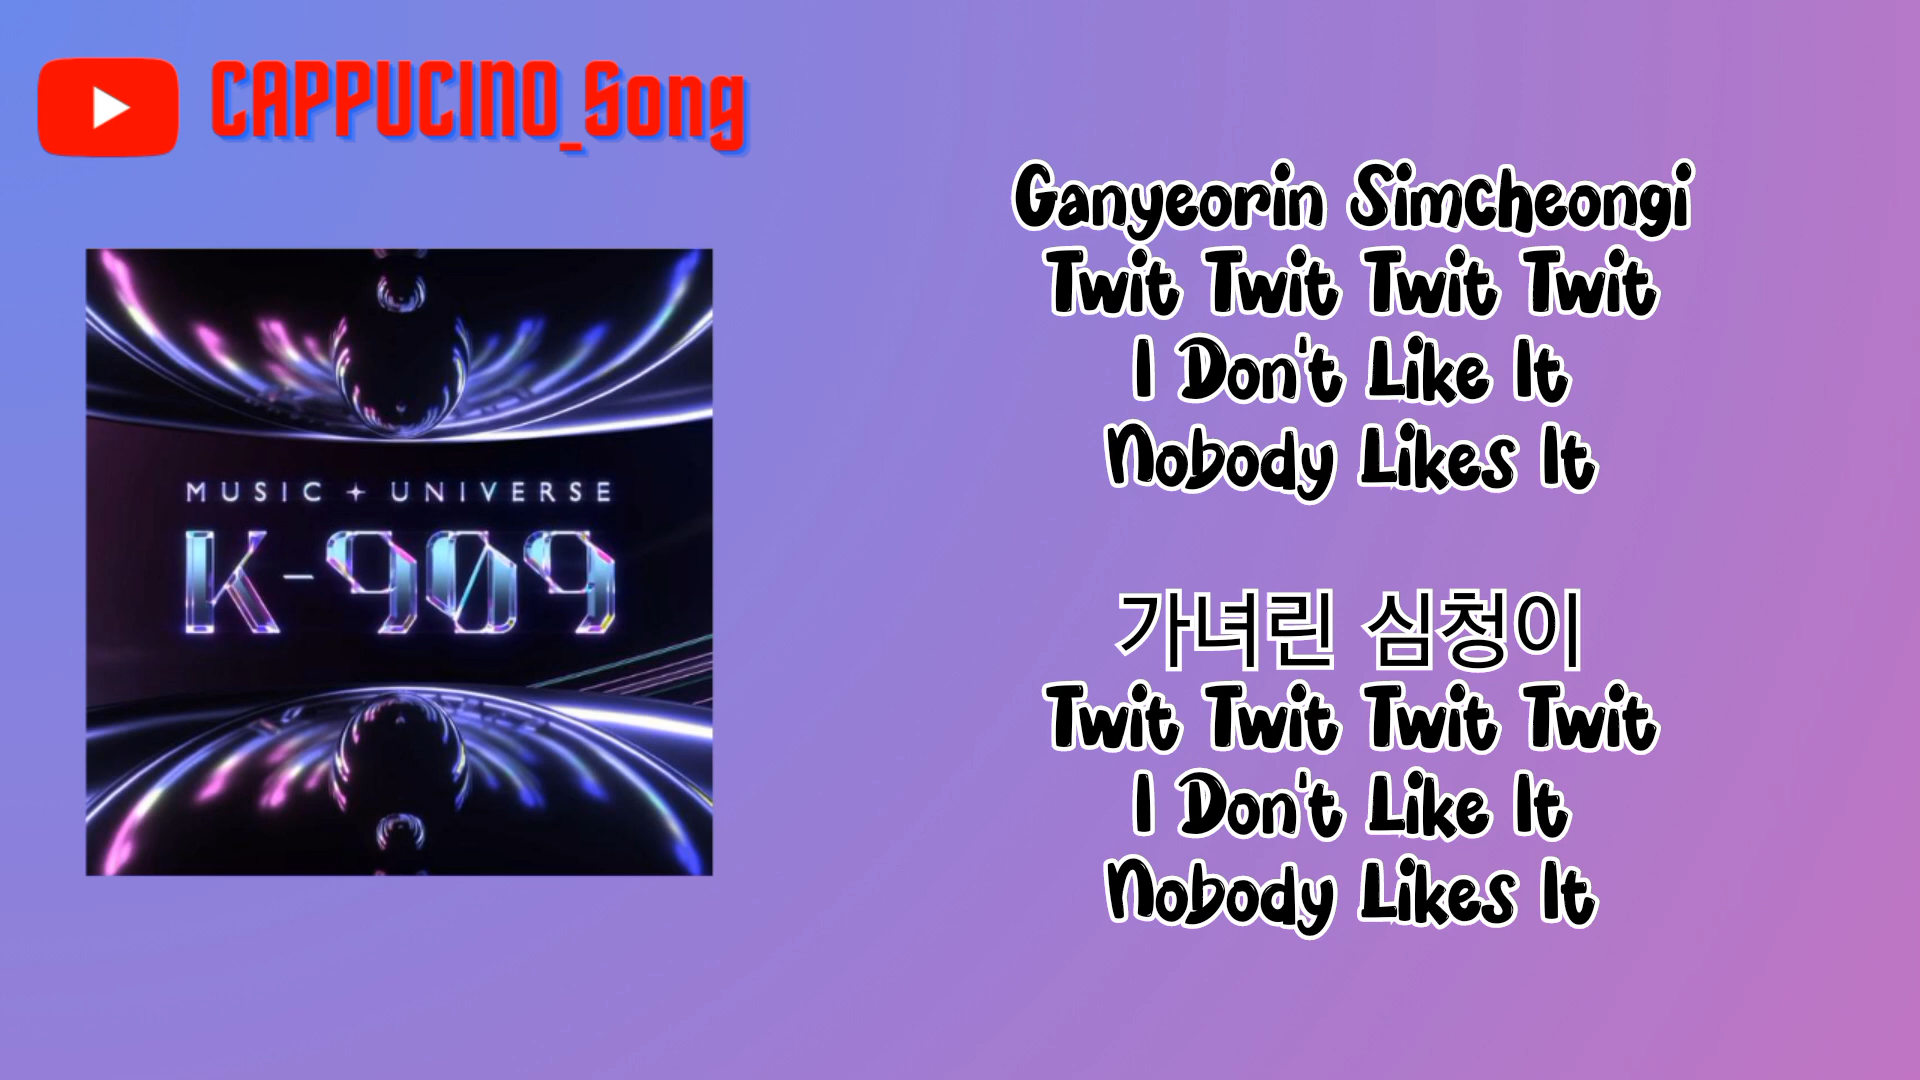 CAPPUCINO_Song
MUSIC + UNIVERSE
K-909
Ganyeorin Simcheongi
Twit Twit Twit Twit
I Don't Like It
Nobody Likes It
가녀린 심청이
Twit Twit Twit Twit
I Don't Like It
Nobody Likes It